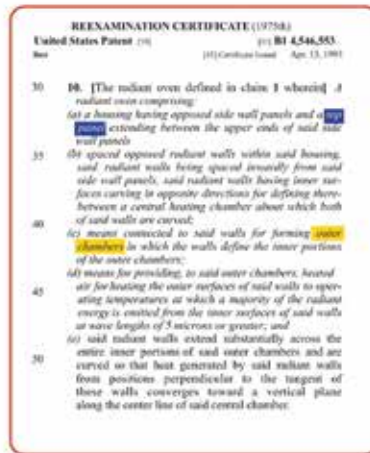 REEXAMINATION CERTIFICATE (1975th)
United States Patent [19] [11] B1 4,546,553
Best [45] Certificate Issued Apr. 13, 1993
30 10. [The radiant oven defined in claim 1 wherein] A
radiant oven comprising:
(a) a housing having opposed side wall panels and a top
panel extending between the upper ends of said side
wall panels
35 (b) spaced opposed radiant walls within said housing,
said radiant walls being spaced inwardly from said
side wall panels, said radiant walls having inner sur-
faces curving in opposite directions for defining there-
between a central heating chamber about which both
40 of said walls are curved;
(c) means connected to said walls for forming outer
chambers in which the walls define the inner portions
of the outer chambers;
(d) means for providing, to said outer chambers, heated
45 air for heating the outer surfaces of said walls to oper-
ating temperatures at which a majority of the radiant
energy is emitted from the inner surfaces of said walls
at wave lengths of 5 microns or greater; and
(e) said radiant walls extend substantially across the
50 entire inner portions of said outer chambers and are
curved so that heat generated by said radiant walls
from positions perpendicular to the tangent of
these walls converges toward a vertical plane
along the center line of said central chamber.